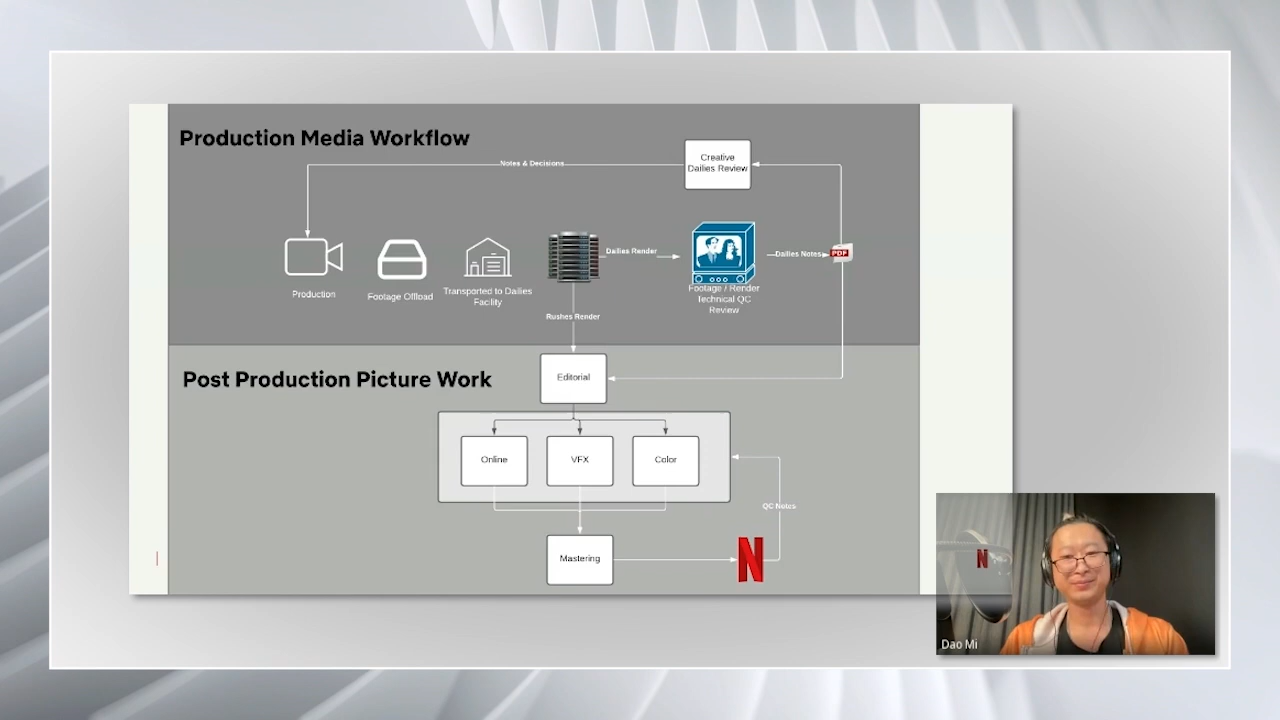 Production Media Workflow
Notes & Decisions
Creative
Dailies Review
Dailies Render
Dailies Notes
PDF
Production
Footage Offload
Transported to Dailies
Facility
Footage / Render
Technical QC
Review
Rushes Render
Post Production Picture Work
Editorial
Online
VFX
Color
QC Notes
Mastering
N
N
Dao Mi